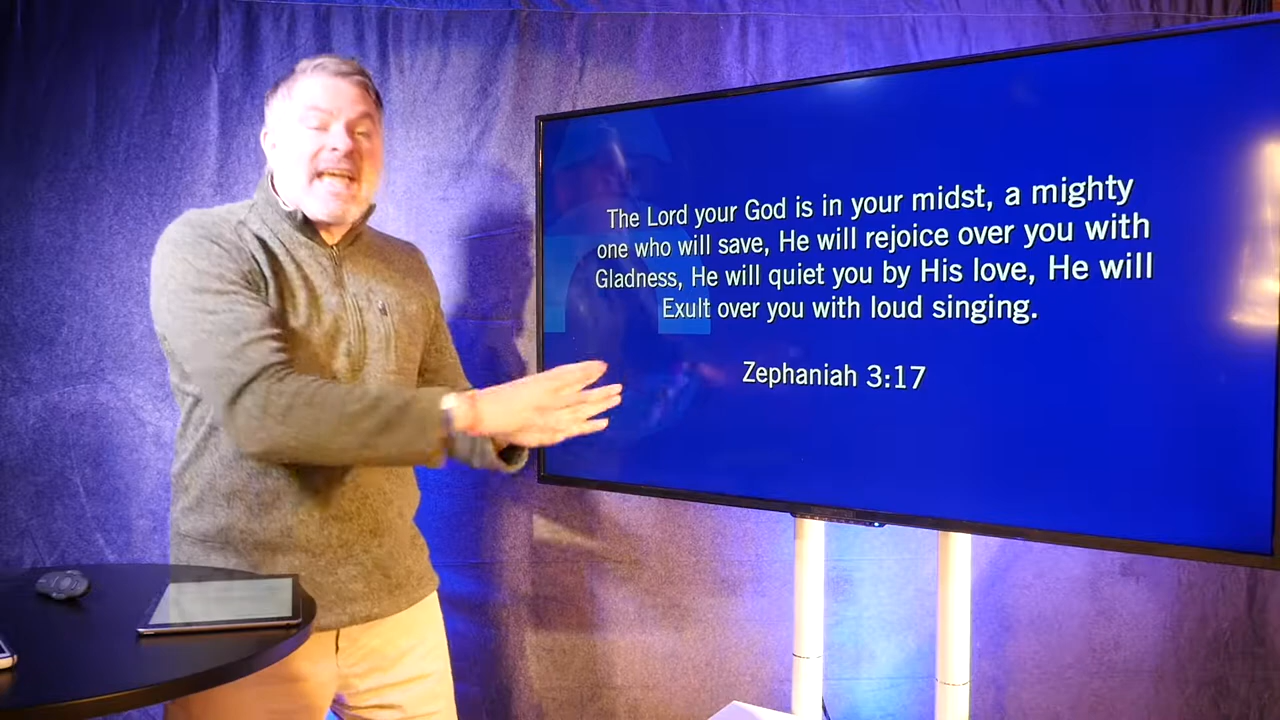 The Lord your God is in your midst, a mighty
one who will save, He will rejoice over you with
Gladness, He will quiet you by His love, He will
Exult over you with loud singing.
Zephaniah 3:17